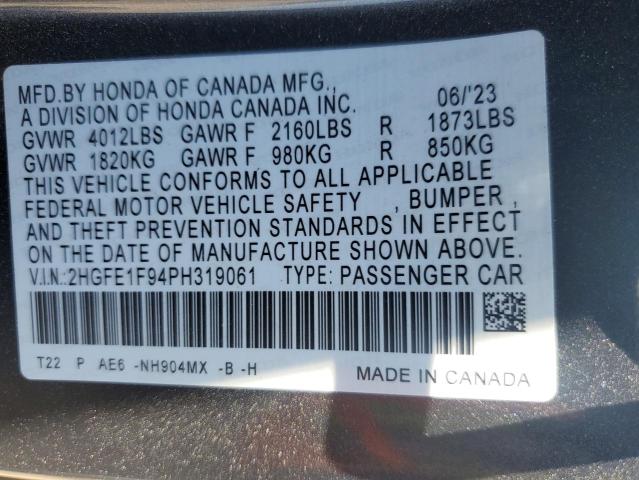 MFD.BY HONDA OF CANADA MFG.,
A DIVISION OF HONDA CANADA INC. 06/'23
GVWR 4012LBS GAWR F 2160LBS R 1873LBS
GVWR 1820KG GAWR F 980KG R 850KG
THIS VEHICLE CONFORMS TO ALL APPLICABLE
FEDERAL MOTOR VEHICLE SAFETY , BUMPER ,
AND THEFT PREVENTION STANDARDS IN EFFECT
ON THE DATE OF MANUFACTURE SHOWN ABOVE.
V.I.N.:2HGFE1F94PH319061 TYPE: PASSENGER CAR
T22 P AE6 -NH904MX -B -H
MADE IN CANADA